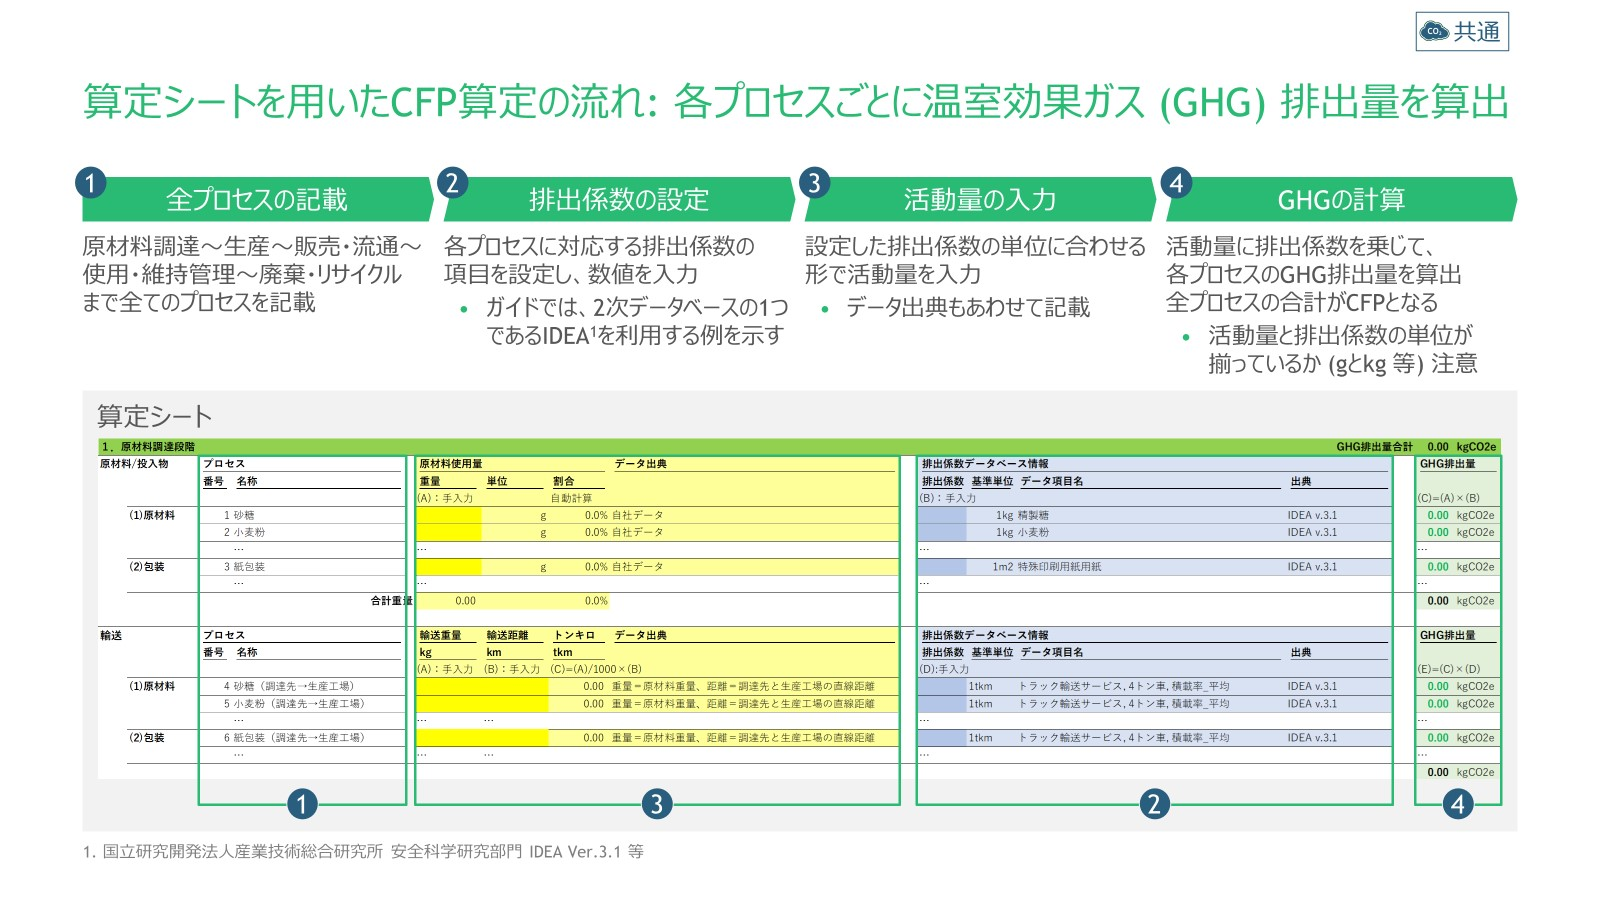 CO₂ 共通
算定シートを用いたCFP算定の流れ: 各プロセスごとに温室効果ガス (GHG) 排出量を算出
1 全プロセスの記載
原材料調達～生産～販売・流通～
使用・維持管理～廃棄・リサイクル
まで全てのプロセスを記載
2 排出係数の設定
各プロセスに対応する排出係数の
項目を設定し、数値を入力
• ガイドでは、2次データベースの1つ
であるIDEA¹を利用する例を示す
3 活動量の入力
設定した排出係数の単位に合わせる
形で活動量を入力
• データ出典もあわせて記載
4 GHGの計算
活動量に排出係数を乗じて、
各プロセスのGHG排出量を算出
全プロセスの合計がCFPとなる
• 活動量と排出係数の単位が
揃っているか (gとkg 等) 注意
算定シート
1．原材料調達段階 GHG排出量合計 0.00 kgCO2e
原材料/投入物 プロセス 原材料使用量 データ出典 排出係数データベース情報 GHG排出量
番号 名称 重量 単位 割合 排出係数 基準単位 データ項目名 出典
(A)：手入力 自動計算 (B)：手入力 (C)=(A)×(B)
(1)原材料 1 砂糖 g 0.0% 自社データ 1kg 精製糖 IDEA v.3.1 0.00 kgCO2e
2 小麦粉 g 0.0% 自社データ 1kg 小麦粉 IDEA v.3.1 0.00 kgCO2e
… … … …
(2)包装 3 紙包装 g 0.0% 自社データ 1m2 特殊印刷用紙用紙 IDEA v.3.1 0.00 kgCO2e
… … … …
合計重量 0.00 0.0% 0.00 kgCO2e
輸送 プロセス 輸送重量 輸送距離 トンキロ データ出典 排出係数データベース情報 GHG排出量
番号 名称 kg km tkm 排出係数 基準単位 データ項目名 出典
(A)：手入力 (B)：手入力 (C)=(A)/1000×(B) (D):手入力 (E)=(C)×(D)
(1)原材料 4 砂糖（調達先→生産工場） 0.00 重量＝原材料重量、距離＝調達先と生産工場の直線距離 1tkm トラック輸送サービス, 4トン車, 積載率_平均 IDEA v.3.1 0.00 kgCO2e
5 小麦粉（調達先→生産工場） 0.00 重量＝原材料重量、距離＝調達先と生産工場の直線距離 1tkm トラック輸送サービス, 4トン車, 積載率_平均 IDEA v.3.1 0.00 kgCO2e
… … … … …
(2)包装 6 紙包装（調達先→生産工場） 0.00 重量＝原材料重量、距離＝調達先と生産工場の直線距離 1tkm トラック輸送サービス, 4トン車, 積載率_平均 IDEA v.3.1 0.00 kgCO2e
… … … … …
0.00 kgCO2e
1 3 2 4
1. 国立研究開発法人産業技術総合研究所 安全科学研究部門 IDEA Ver.3.1 等